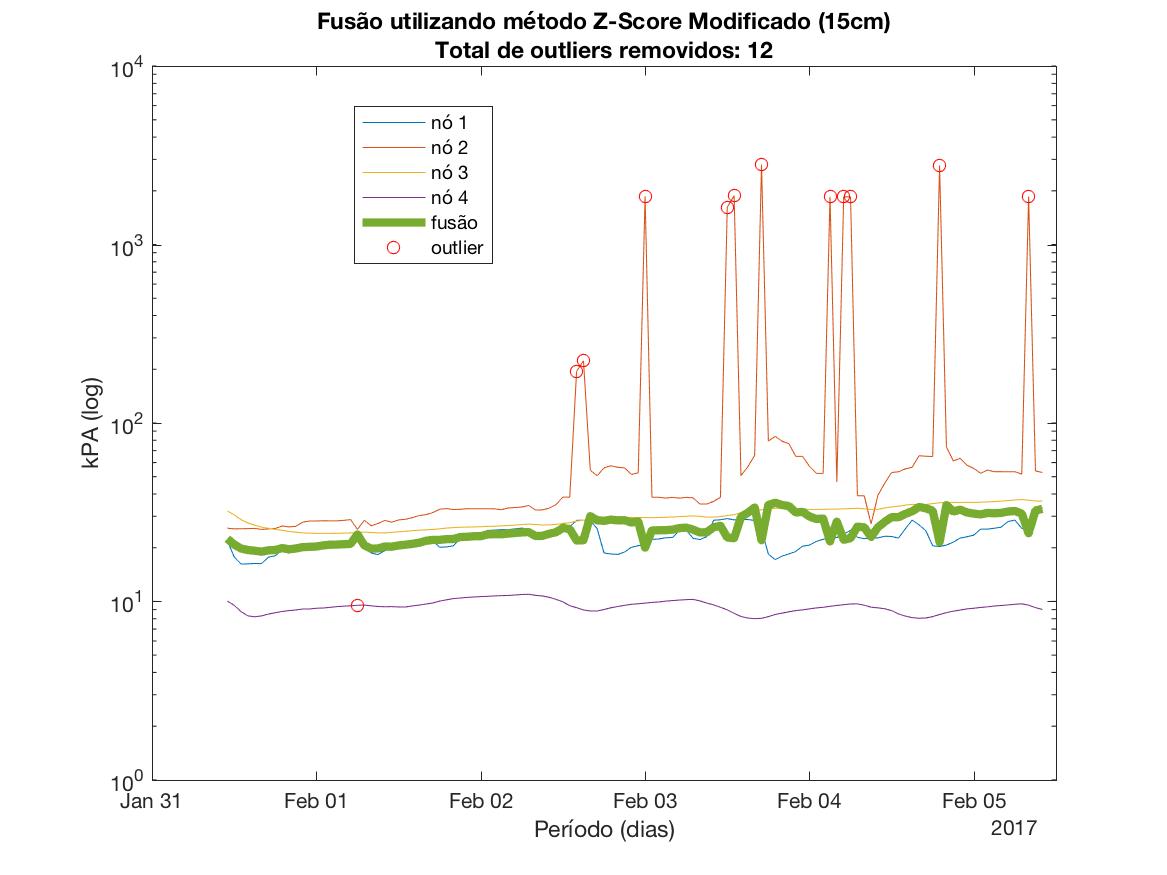 Fusão utilizando método Z-Score Modificado (15cm)
Total de outliers removidos: 12
10^4
10^3
10^2
10^1
10^0
kPA (log)
nó 1
nó 2
nó 3
nó 4
fusão
outlier
Jan 31 Feb 01 Feb 02 Feb 03 Feb 04 Feb 05
Período (dias)
2017